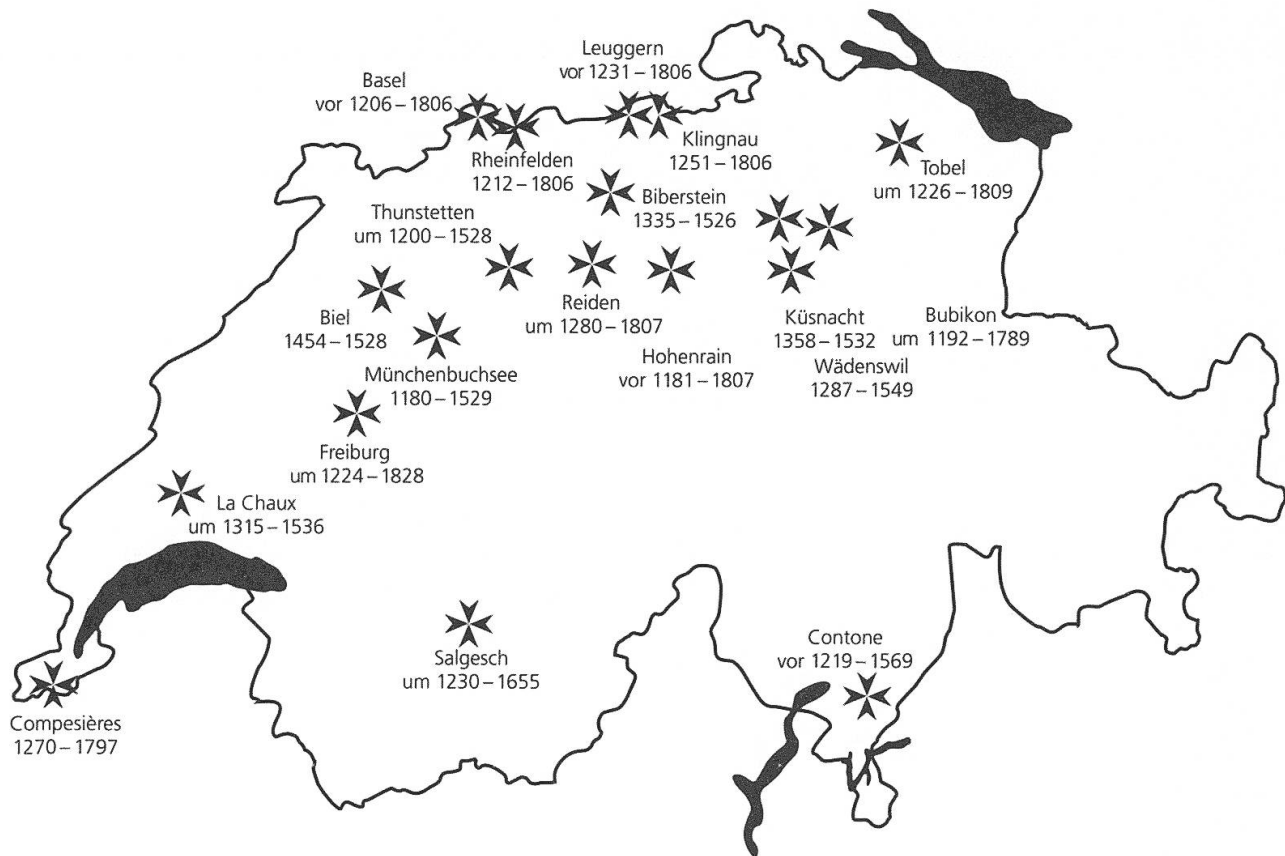 Leuggern
vor 1231 – 1806
Basel
vor 1206 – 1806
Klingnau
1251 – 1806
Rheinfelden
1212 – 1806
Tobel
um 1226 – 1809
Biberstein
1335 – 1526
Thunstetten
um 1200 – 1528
Reiden
um 1280 – 1807
Biel
1454 – 1528
Küsnacht
1358 – 1532
Bubikon
um 1192 – 1789
Hohenrain
vor 1181 – 1807
Wädenswil
1287 – 1549
Münchenbuchsee
1180 – 1529
Freiburg
um 1224 – 1828
La Chaux
um 1315 – 1536
Contone
vor 1219 – 1569
Salgesch
um 1230 – 1655
Compesières
1270 – 1797